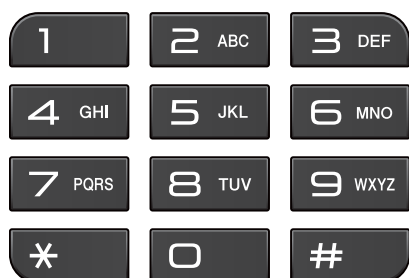 1 2 ABC 3 DEF
4 GHI 5 JKL 6 MNO
7 PQRS 8 TUV 9 WXYZ
* 0 #